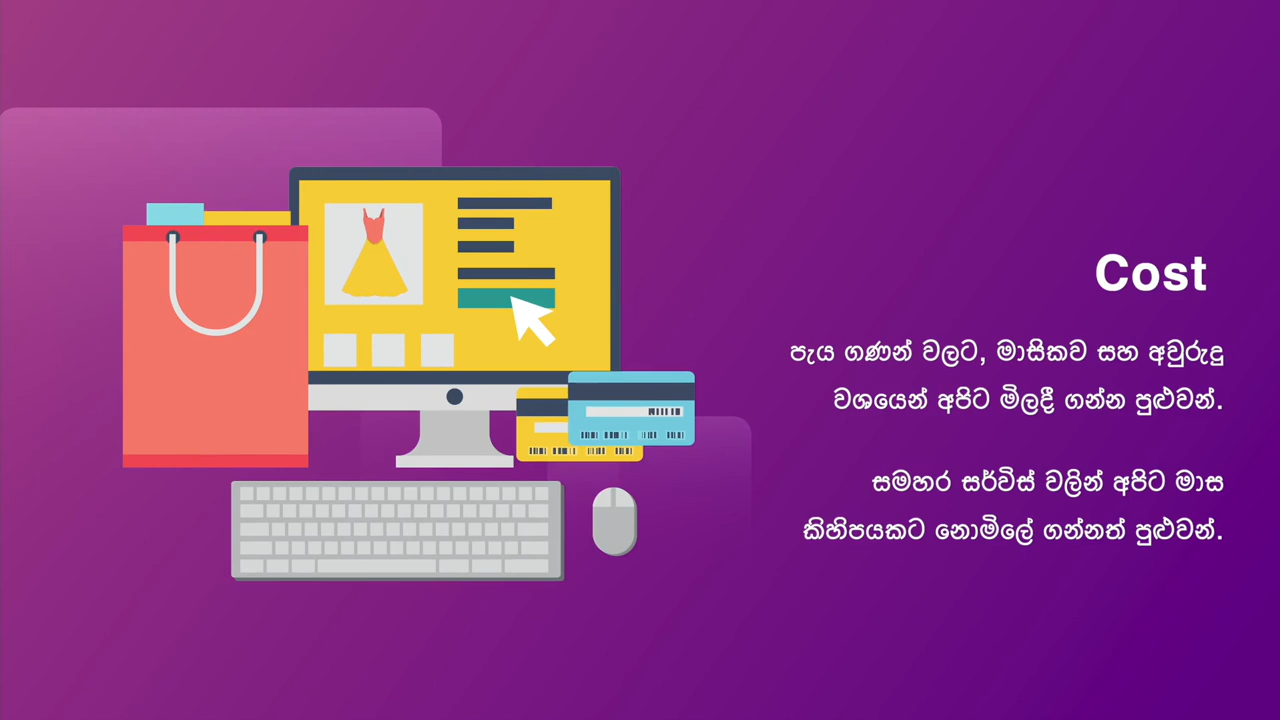 Cost
පැය ගණන් වලට, මාසිකව සහ අවුරුදු
වශයෙන් අපිට මිලදී ගන්න පුළුවන්.
සමහර සර්විස් වලින් අපිට මාස
කිහිපයකට නොමිලේ ගන්නත් පුළුවන්.